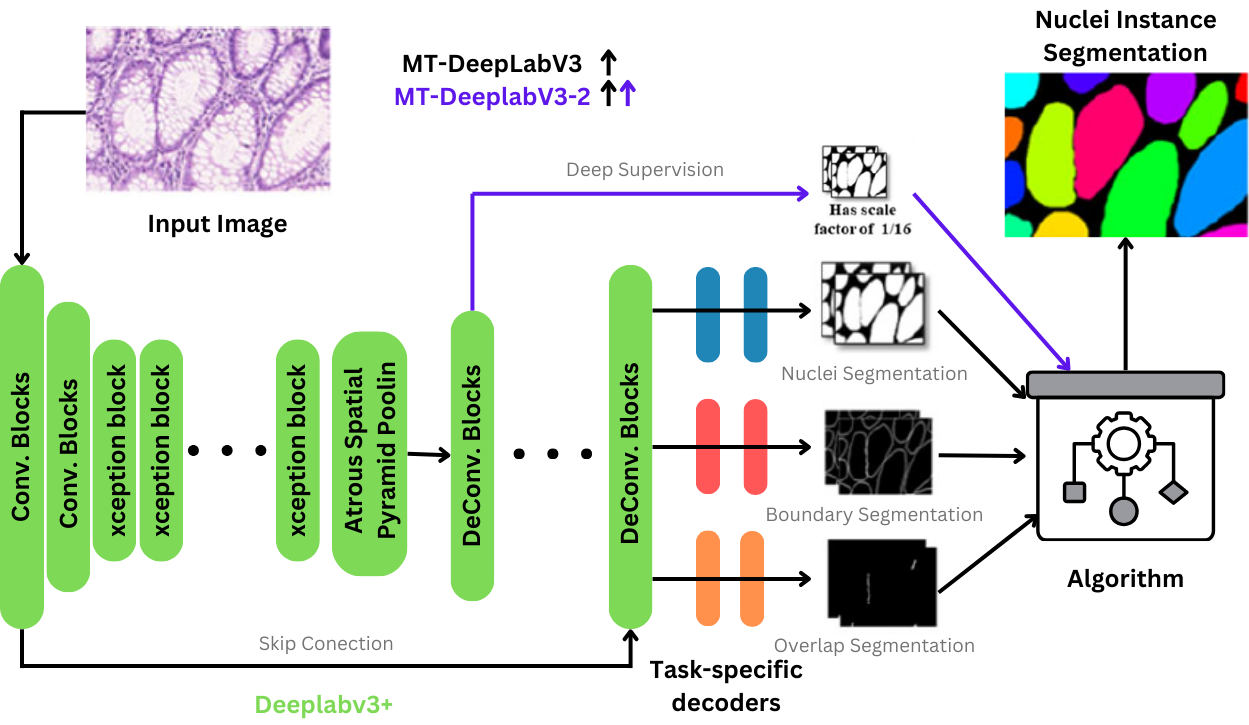 Nuclei Instance
Segmentation
MT-DeepLabV3
MT-DeeplabV3-2
Input Image
Deep Supervision
Has scale
factor of 1/16
Conv. Blocks
Conv. Blocks
xception block
xception block
xception block
Atrous Spatial
Pyramid Poolin
DeConv. Blocks
DeConv. Blocks
Nuclei Segmentation
Boundary Segmentation
Overlap Segmentation
Algorithm
Skip Conection
Task-specific
decoders
Deeplabv3+